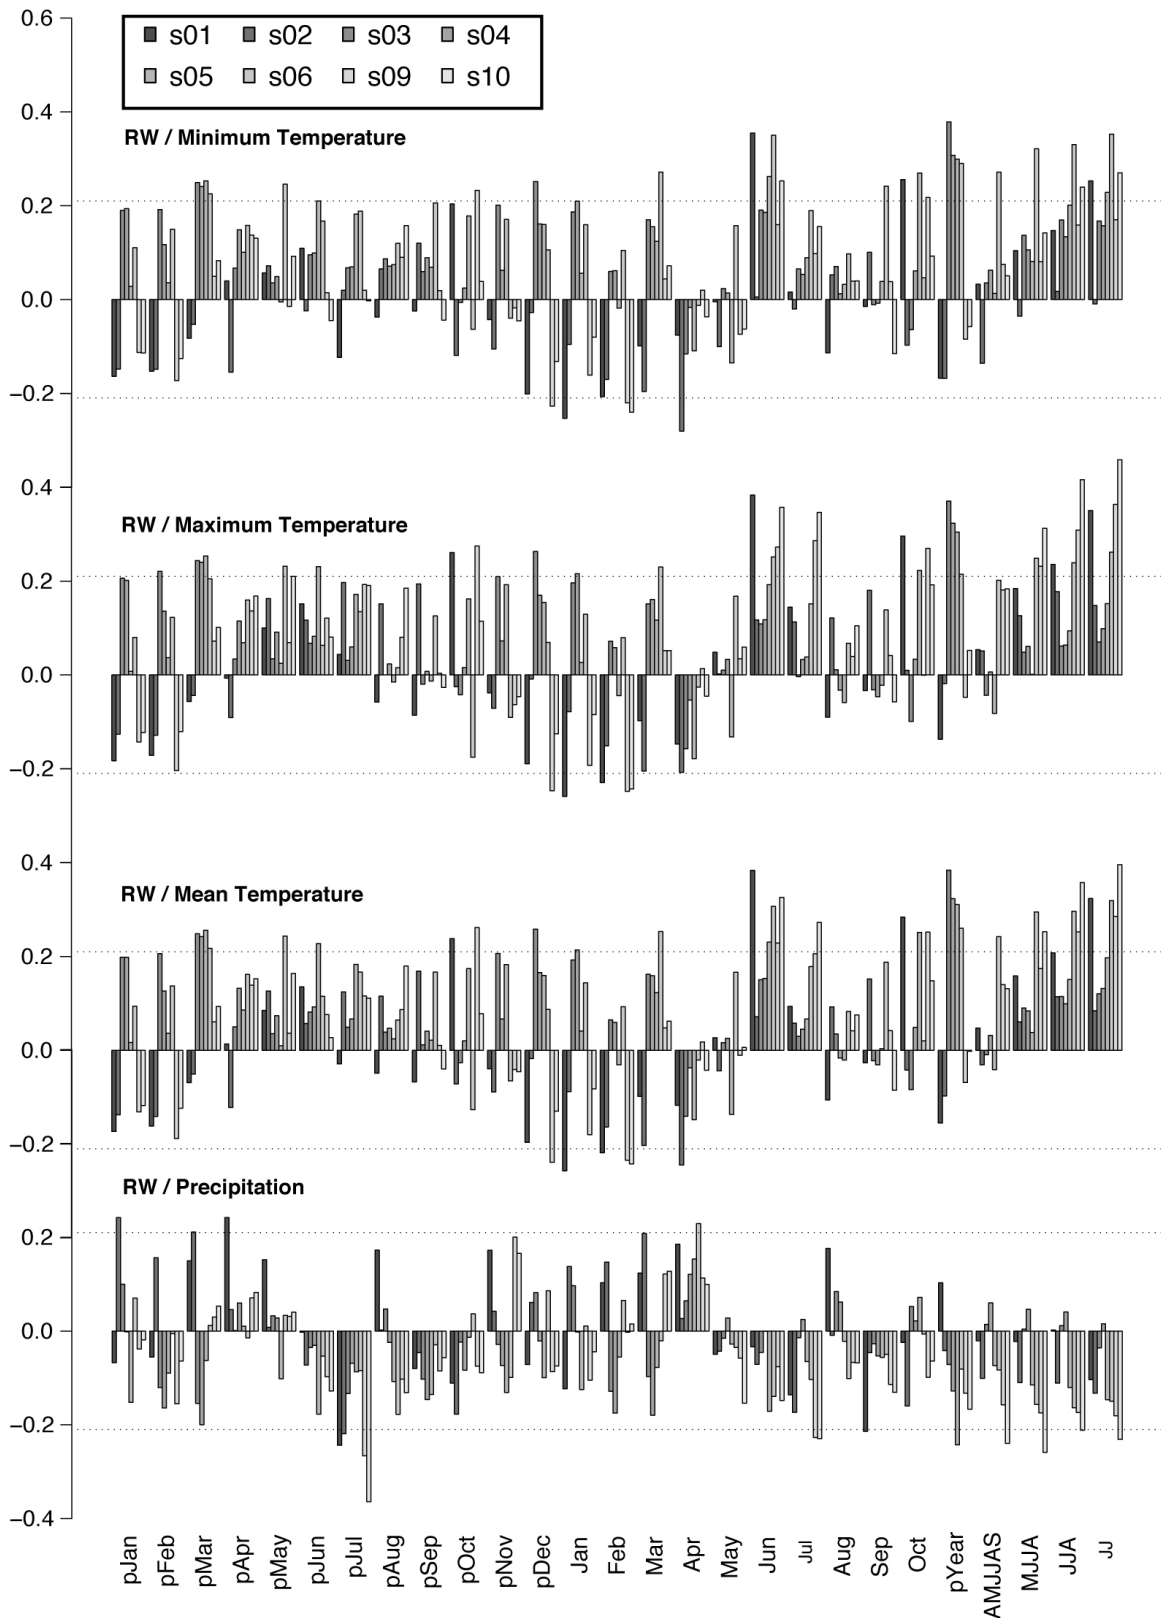 0.6
s01 s02 s03 s04
s05 s06 s09 s10
0.4
RW / Minimum Temperature
0.2
0.0
−0.2
0.4
RW / Maximum Temperature
0.2
0.0
−0.2
0.4
RW / Mean Temperature
0.2
0.0
−0.2
RW / Precipitation
0.2
0.0
−0.2
−0.4
pJan pFeb pMar pApr pMay pJun pJul pAug pSep pOct pNov pDec Jan Feb Mar Apr May Jun Jul Aug Sep Oct pYear AMJJAS MJJA JJA JJ